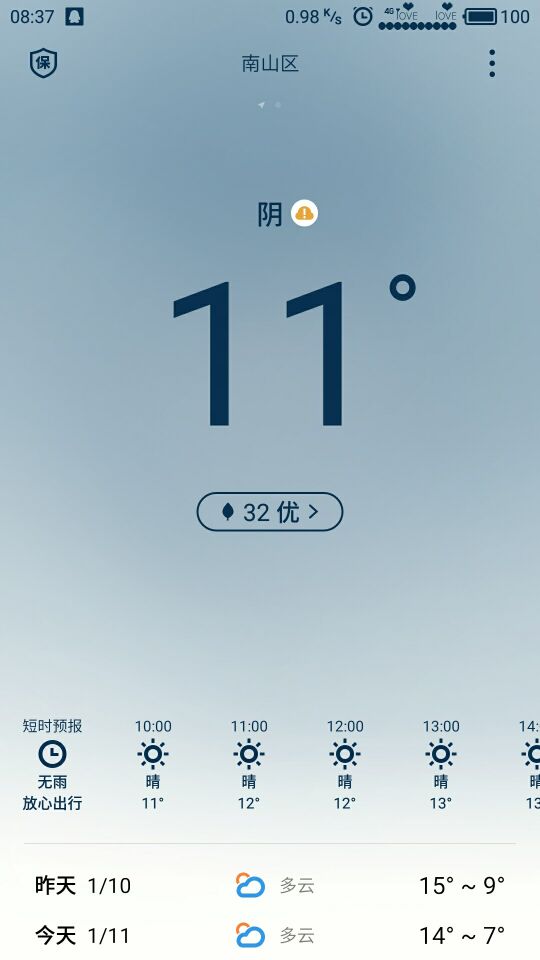 08:37 0.98 K/s 4G LOVE LOVE 100
保 南山区
阴
11°
32 优
短时预报 10:00 11:00 12:00 13:00 14:
无雨 晴 晴 晴 晴
放心出行 11° 12° 12° 13° 13
昨天 1/10 多云 15° ~ 9°
今天 1/11 多云 14° ~ 7°